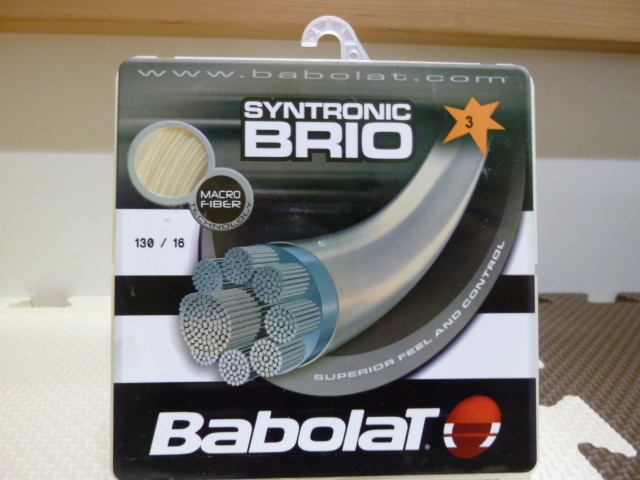 www.babolat.com
SYNTRONIC
BRIO
3
MACRO
FIBER
TECHNOLOGY
130 / 16
SUPERIOR FEEL AND CONTROL
BabolaT